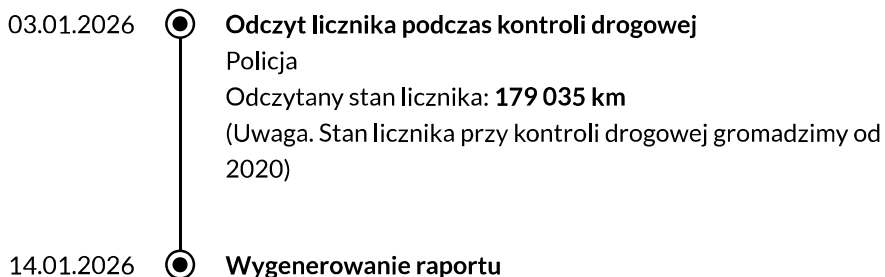 03.01.2026 Odczyt licznika podczas kontroli drogowej
Policja
Odczytany stan licznika: 179 035 km
(Uwaga. Stan licznika przy kontroli drogowej gromadzimy od
2020)
14.01.2026 Wygenerowanie raportu